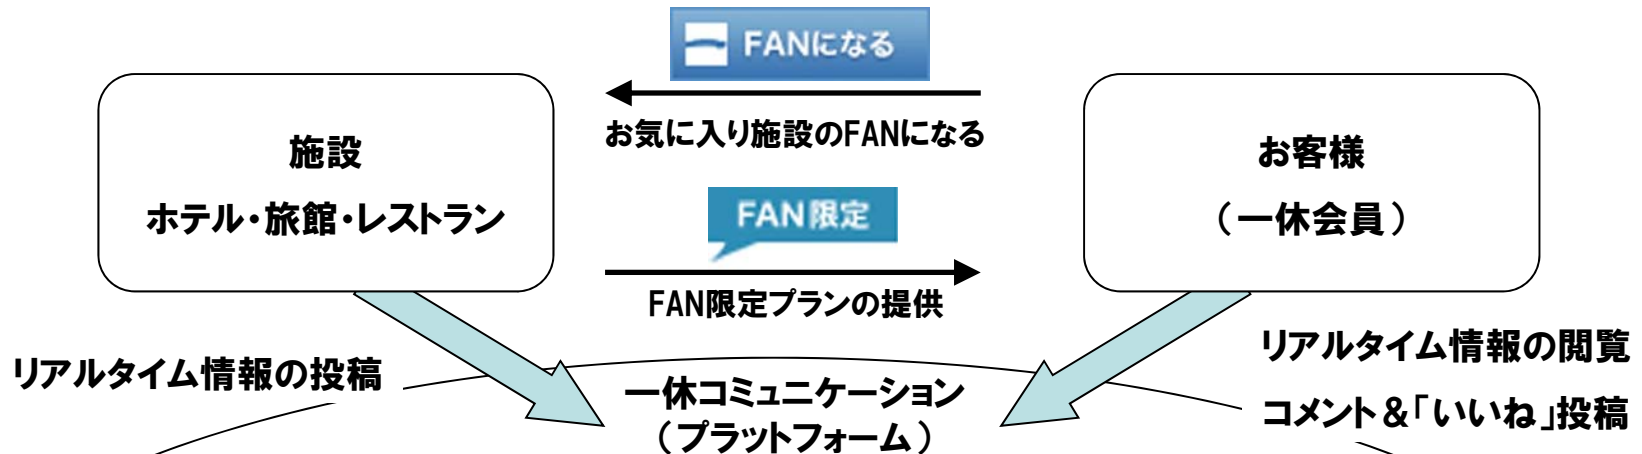 FANになる
お気に入り施設のFANになる
施設
ホテル・旅館・レストラン
お客様
（一休会員）
FAN限定
FAN限定プランの提供
リアルタイム情報の投稿
一休コミュニケーション
（プラットフォーム）
リアルタイム情報の閲覧
コメント＆「いいね」投稿